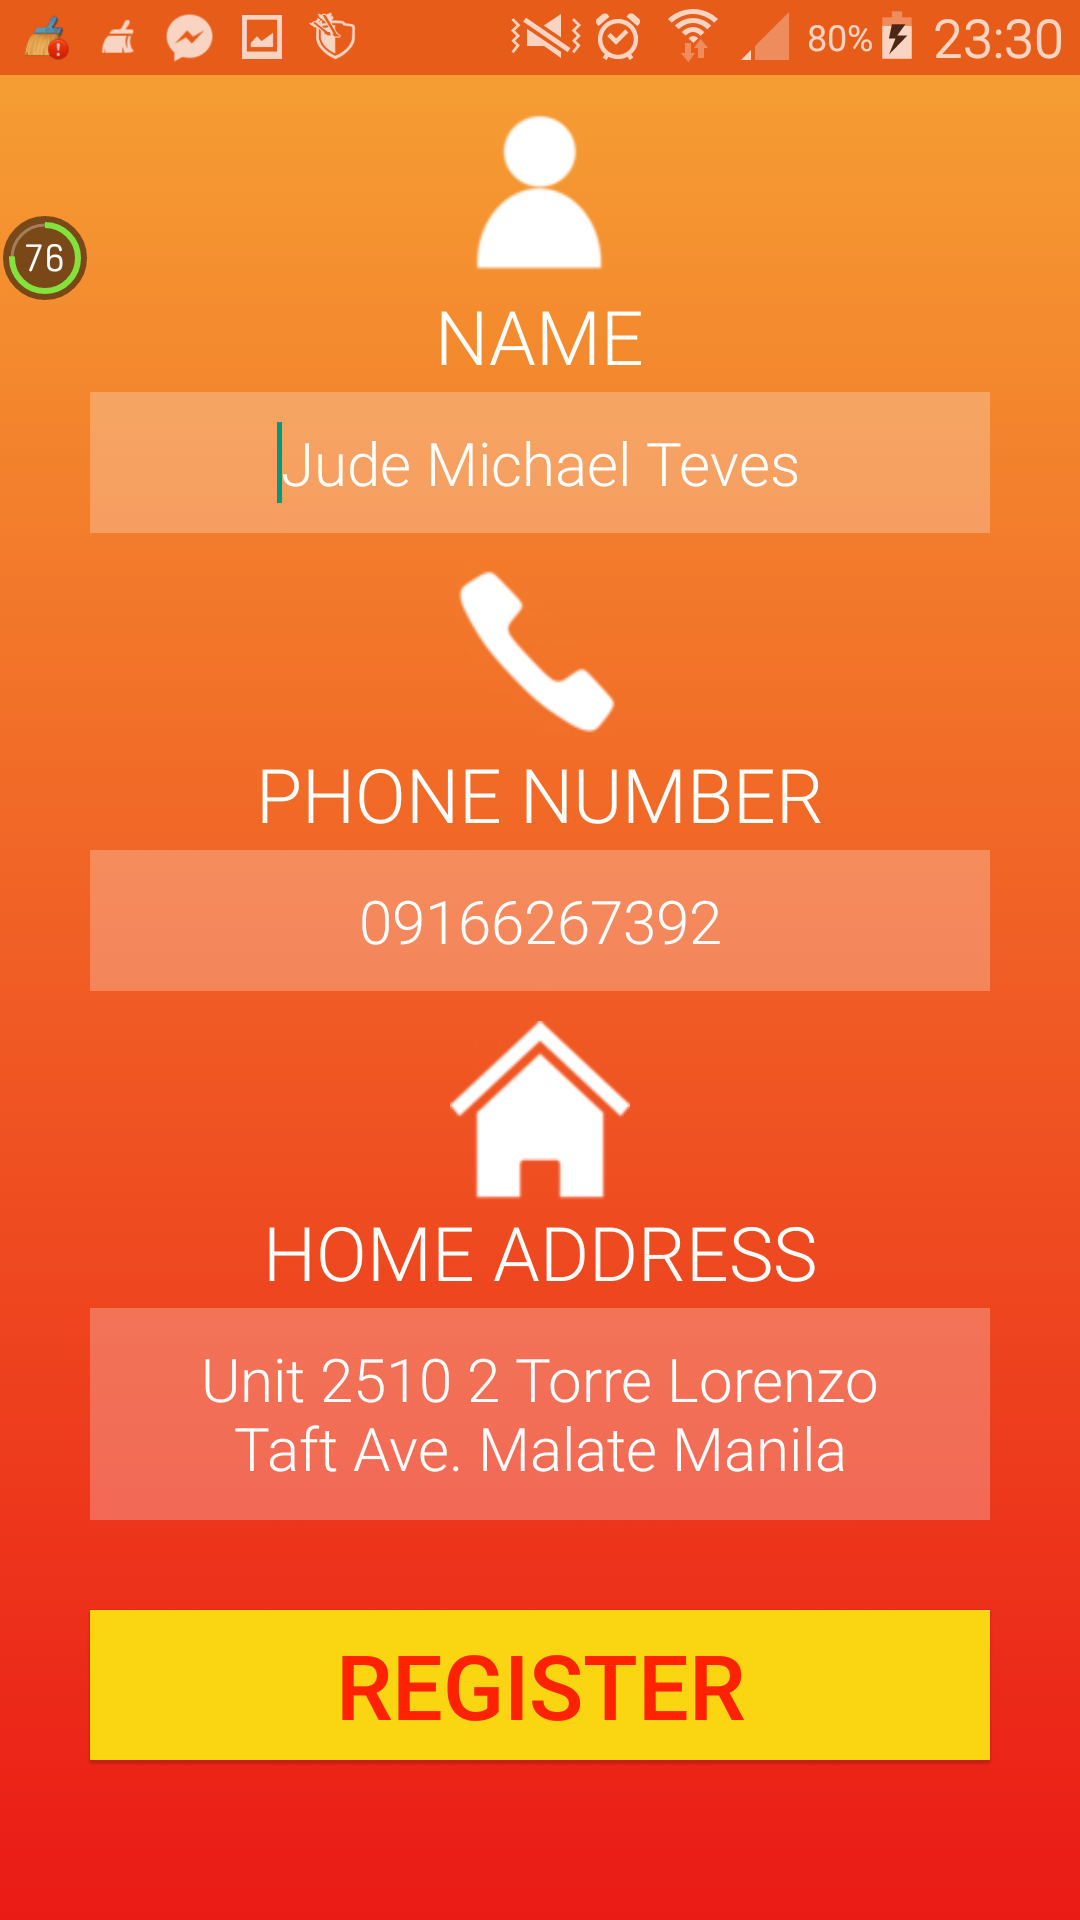 80% 23:30
76
NAME
Jude Michael Teves
PHONE NUMBER
09166267392
HOME ADDRESS
Unit 2510 2 Torre Lorenzo
Taft Ave. Malate Manila
REGISTER